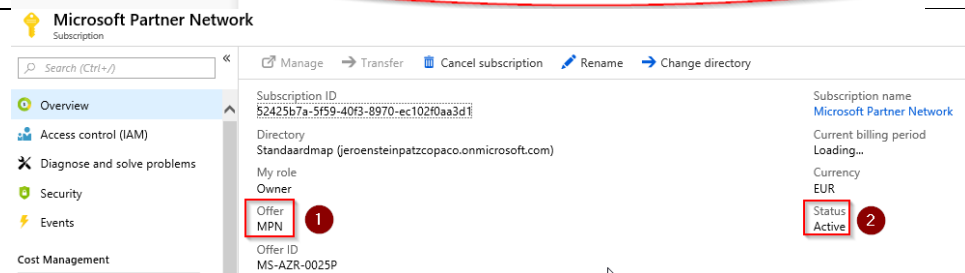 Microsoft Partner Network
Subscription
Search (Ctrl+/)
«
Overview
Access control (IAM)
Diagnose and solve problems
Security
Events
Cost Management
Manage
Transfer
Cancel subscription
Rename
Change directory
Subscription ID
52425b7a-5f59-40f3-8970-ec102f0aa3d1
Directory
Standaardmap (jeroensteinpatzcopaco.onmicrosoft.com)
My role
Owner
Offer
MPN
1
Offer ID
MS-AZR-0025P
Subscription name
Microsoft Partner Network
Current billing period
Loading...
Currency
EUR
Status
Active
2